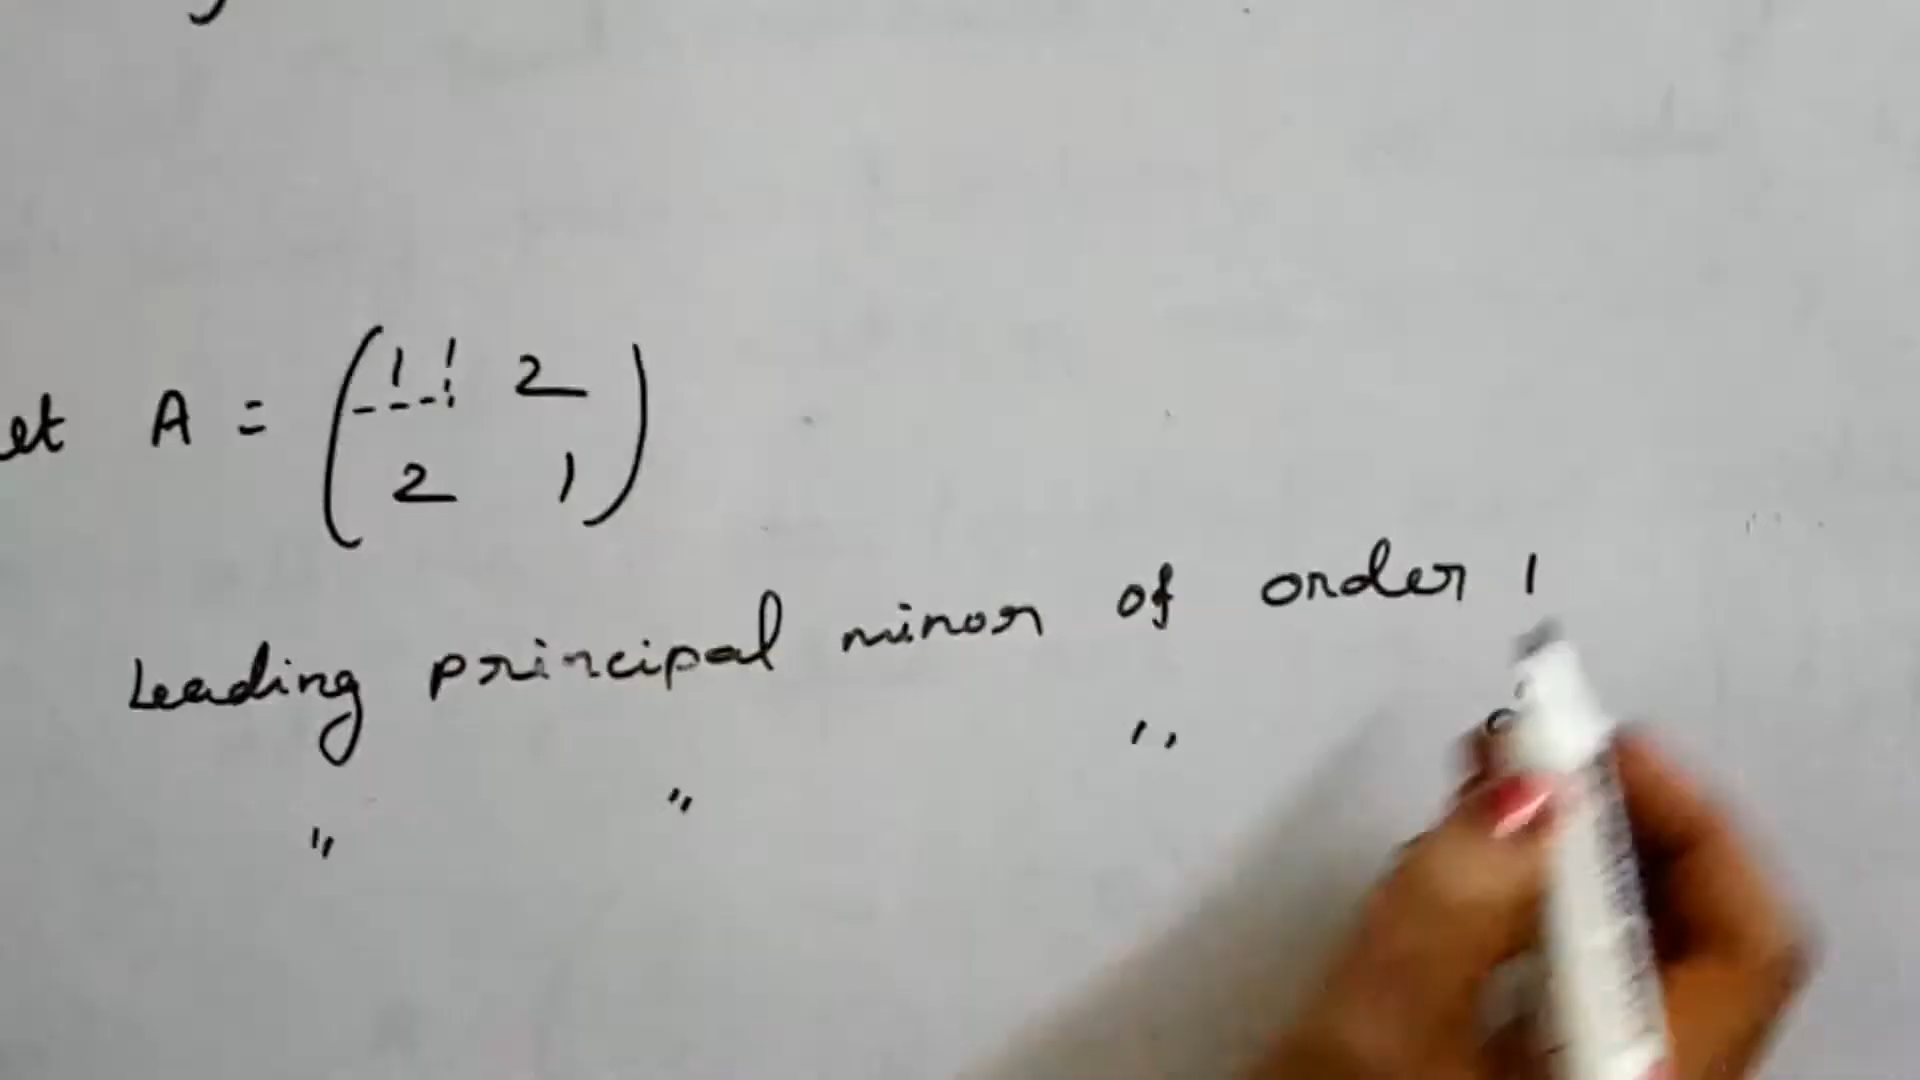 et A = ( 1 2
2 1 )
Leading principal minor of order 1
" " "